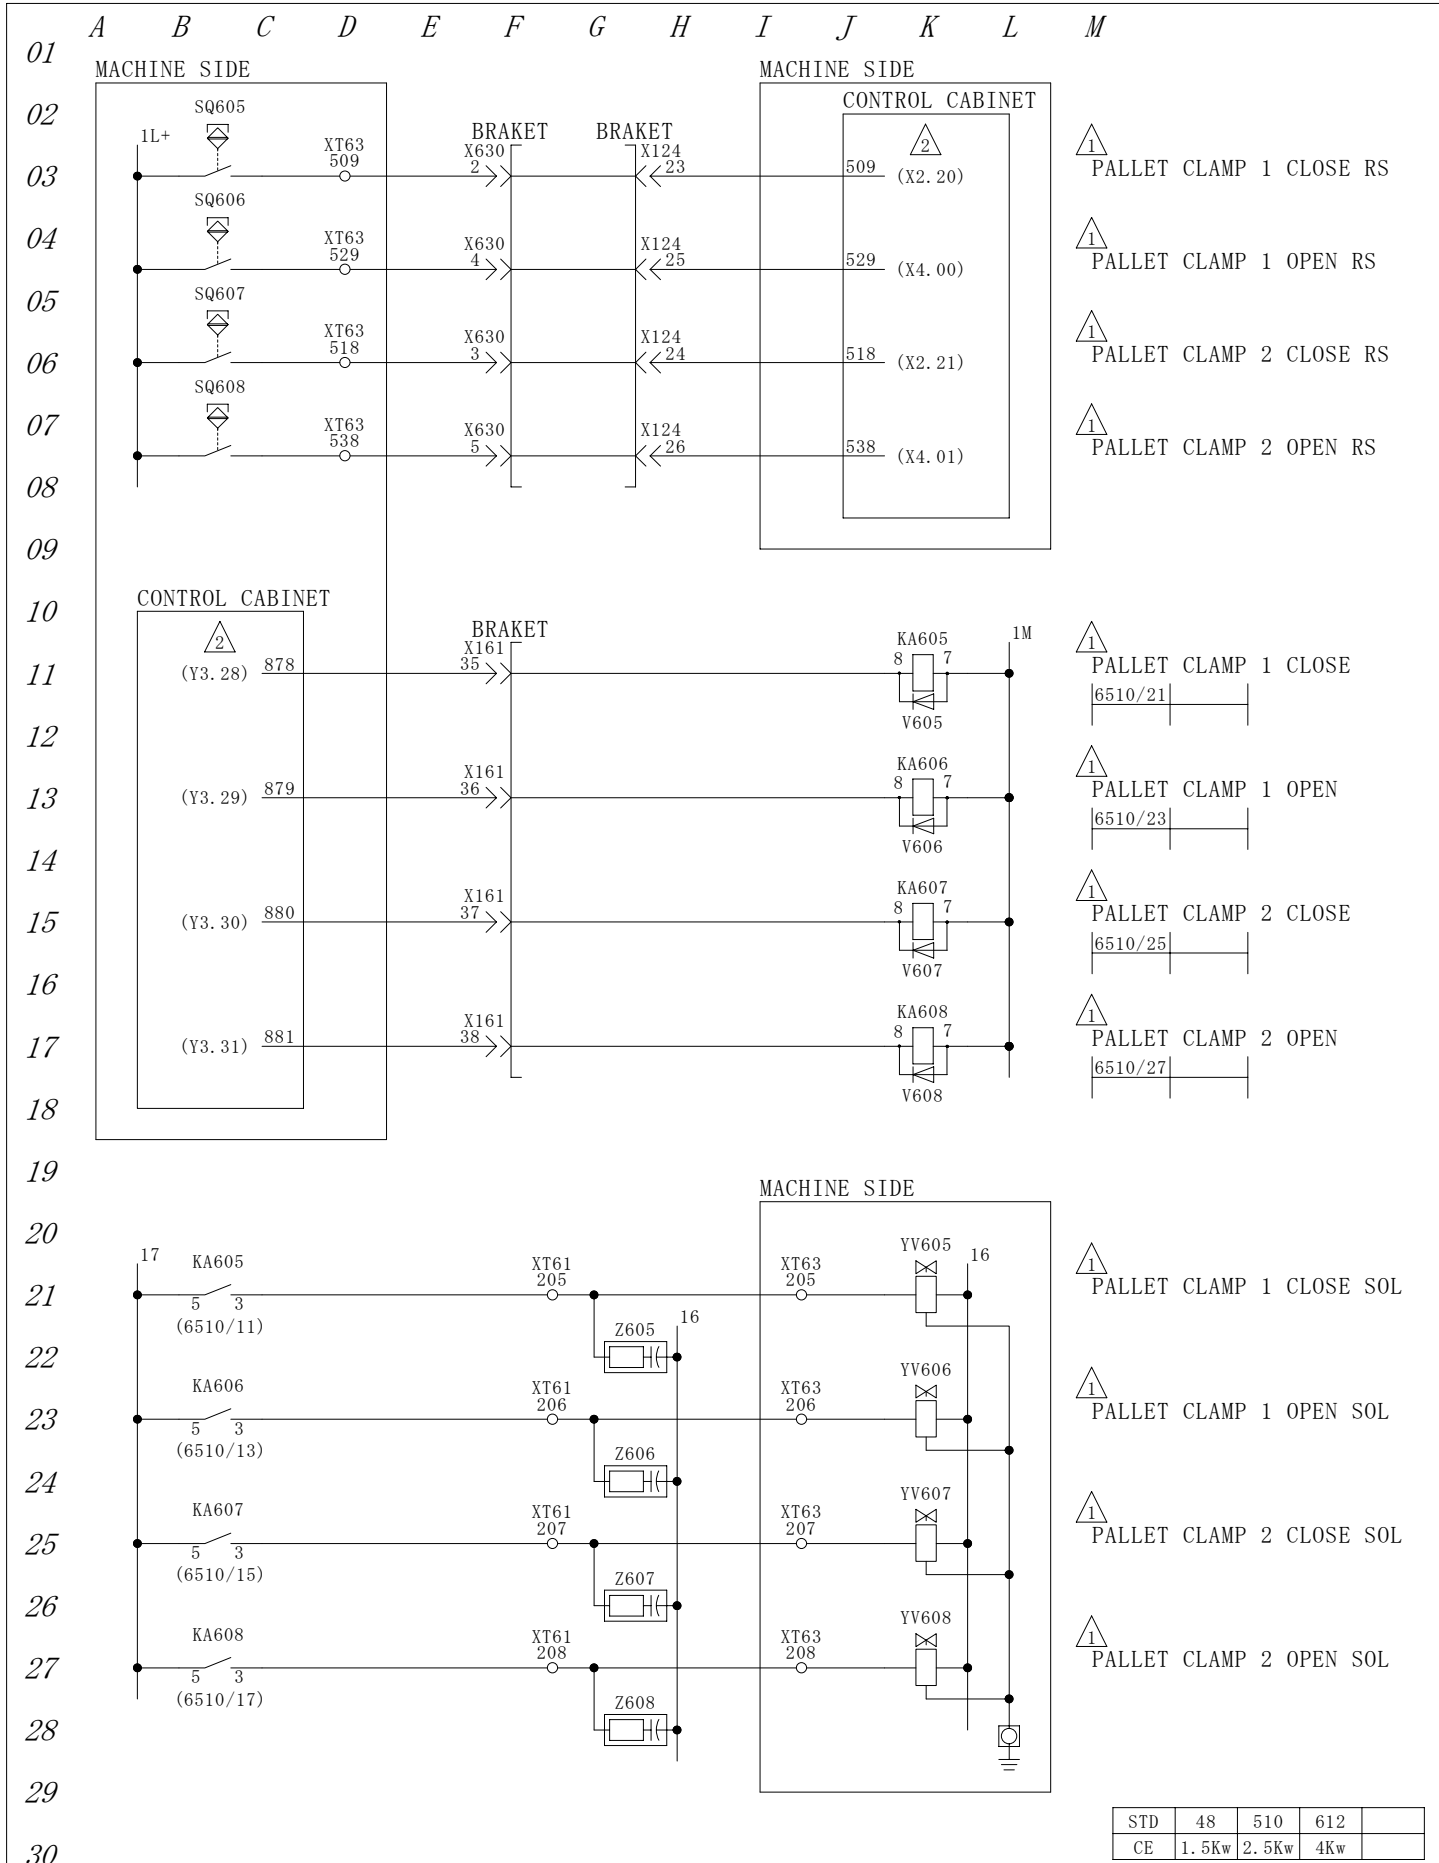 A B C D E F G H I J K L M
01
MACHINE SIDE MACHINE SIDE
02 SQ605 CONTROL CABINET
1L+ XT63 BRAKET BRAKET 2 1
509 X630 X124
03 2 23 509 (X2.20) PALLET CLAMP 1 CLOSE RS
SQ606
04 XT63 X630 X124 1
529 4 25 529 (X4.00) PALLET CLAMP 1 OPEN RS
05 SQ607
XT63 X630 X124 1
06 518 3 24 518 (X2.21) PALLET CLAMP 2 CLOSE RS
SQ608
07 XT63 X630 X124 1
538 5 26 538 (X4.01) PALLET CLAMP 2 OPEN RS
08
09
CONTROL CABINET
10
2 BRAKET KA605 1M 1
X161
11 (Y3.28) 878 35 8 7 PALLET CLAMP 1 CLOSE
6510/21
12 V605
X161 KA606 1
13 (Y3.29) 879 36 8 7 PALLET CLAMP 1 OPEN
6510/23
14 V606
X161 KA607 1
15 (Y3.30) 880 37 8 7 PALLET CLAMP 2 CLOSE
6510/25
16 V607
X161 KA608 1
17 (Y3.31) 881 38 8 7 PALLET CLAMP 2 OPEN
6510/27
18 V608
19
MACHINE SIDE
20
17 KA605 XT61 XT63 YV605 16 1
205 205
21 5 3 PALLET CLAMP 1 CLOSE SOL
(6510/11) Z605 16
22
KA606 XT61 XT63 YV606 1
206 206
23 5 3 PALLET CLAMP 1 OPEN SOL
(6510/13) Z606
24
KA607 XT61 XT63 YV607 1
207 207
25 5 3 PALLET CLAMP 2 CLOSE SOL
(6510/15) Z607
26
KA608 XT61 XT63 YV608 1
208 208
27 5 3 PALLET CLAMP 2 OPEN SOL
(6510/17) Z608
28
29
STD 48 510 612
30 CE 1.5Kw 2.5Kw 4Kw